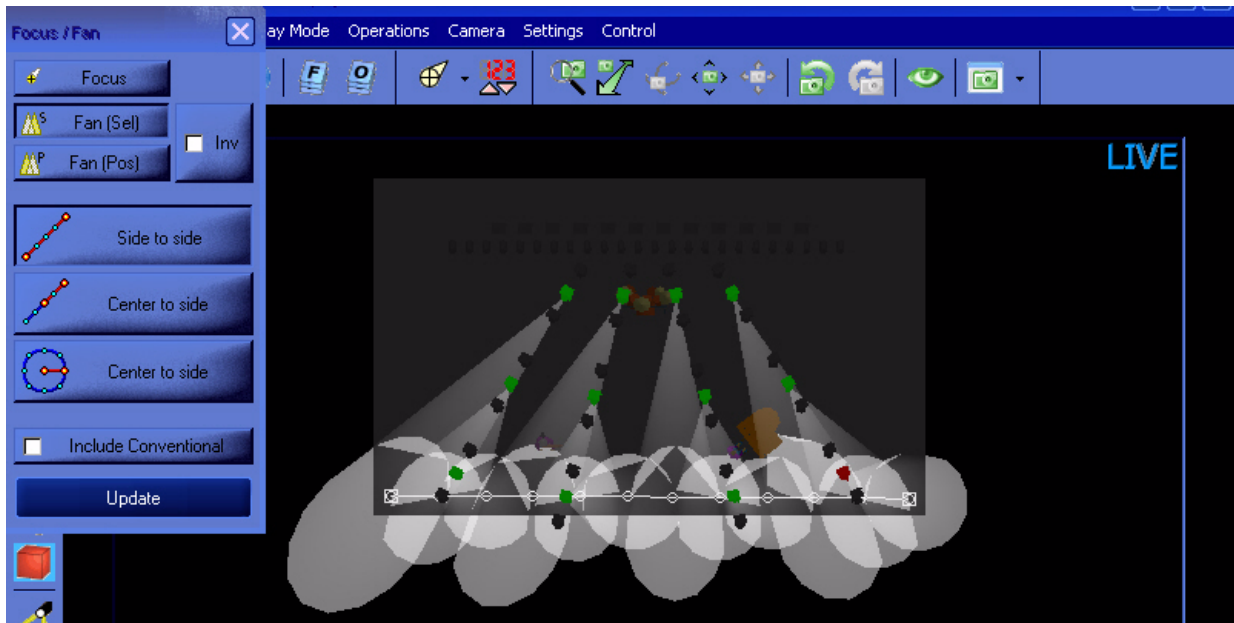 Focus / Fan
ay Mode Operations Camera Settings Control
Focus
F O 123
S Fan (Sel)
Inv
P Fan (Pos)
LIVE
Side to side
Center to side
Center to side
Include Conventional
Update